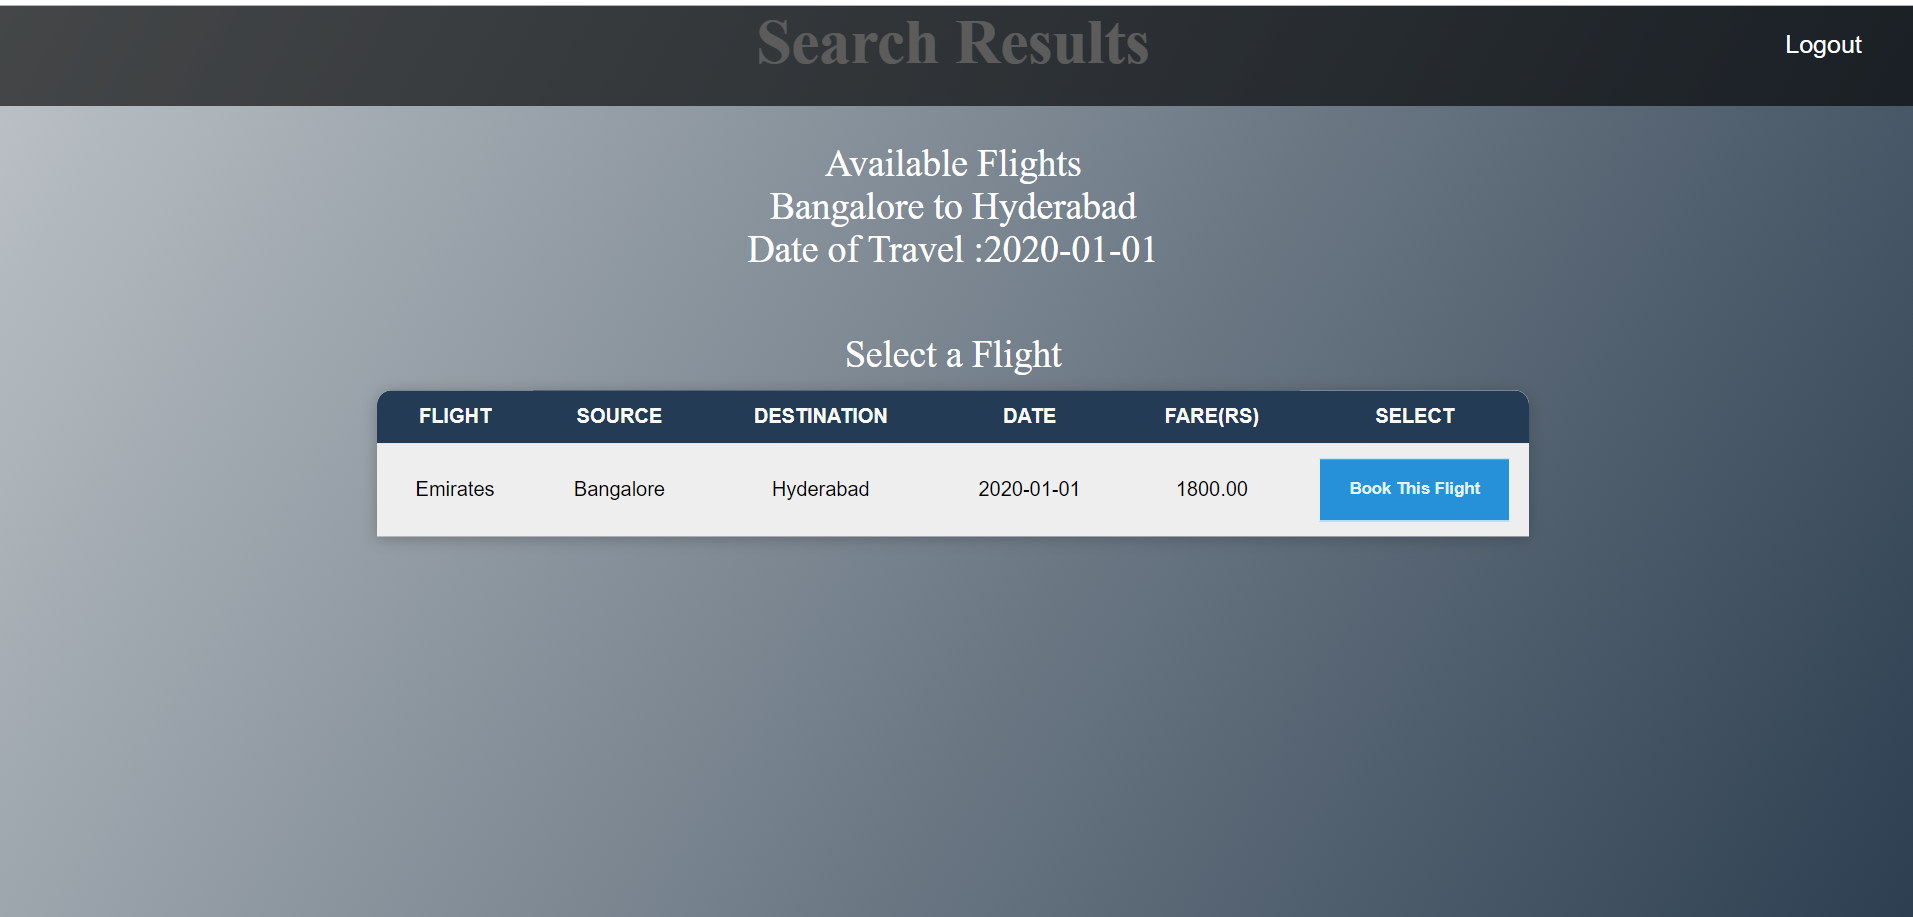 Search Results
Logout
Available Flights
Bangalore to Hyderabad
Date of Travel :2020-01-01
Select a Flight
FLIGHT SOURCE DESTINATION DATE FARE(RS) SELECT
Emirates Bangalore Hyderabad 2020-01-01 1800.00 Book This Flight